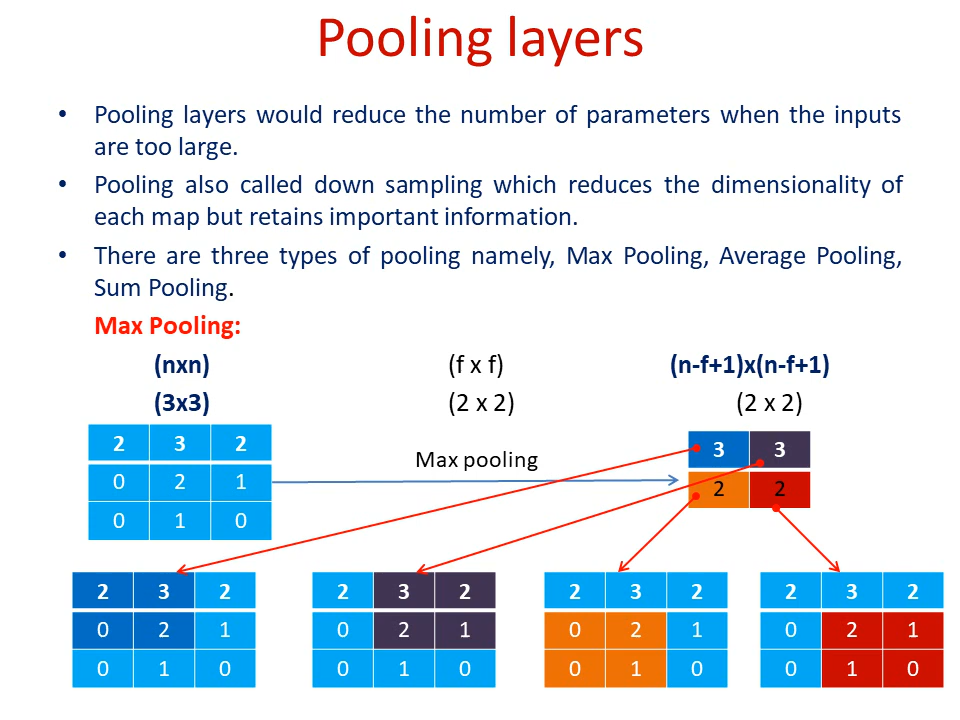 Pooling layers
• Pooling layers would reduce the number of parameters when the inputs
are too large.
• Pooling also called down sampling which reduces the dimensionality of
each map but retains important information.
• There are three types of pooling namely, Max Pooling, Average Pooling,
Sum Pooling.
Max Pooling:
(nxn) (f x f) (n-f+1)x(n-f+1)
(3x3) (2 x 2) (2 x 2)
2 3 2
0 2 1
0 1 0
Max pooling
3 3
2 2
2 3 2
0 2 1
0 1 0
2 3 2
0 2 1
0 1 0
2 3 2
0 2 1
0 1 0
2 3 2
0 2 1
0 1 0